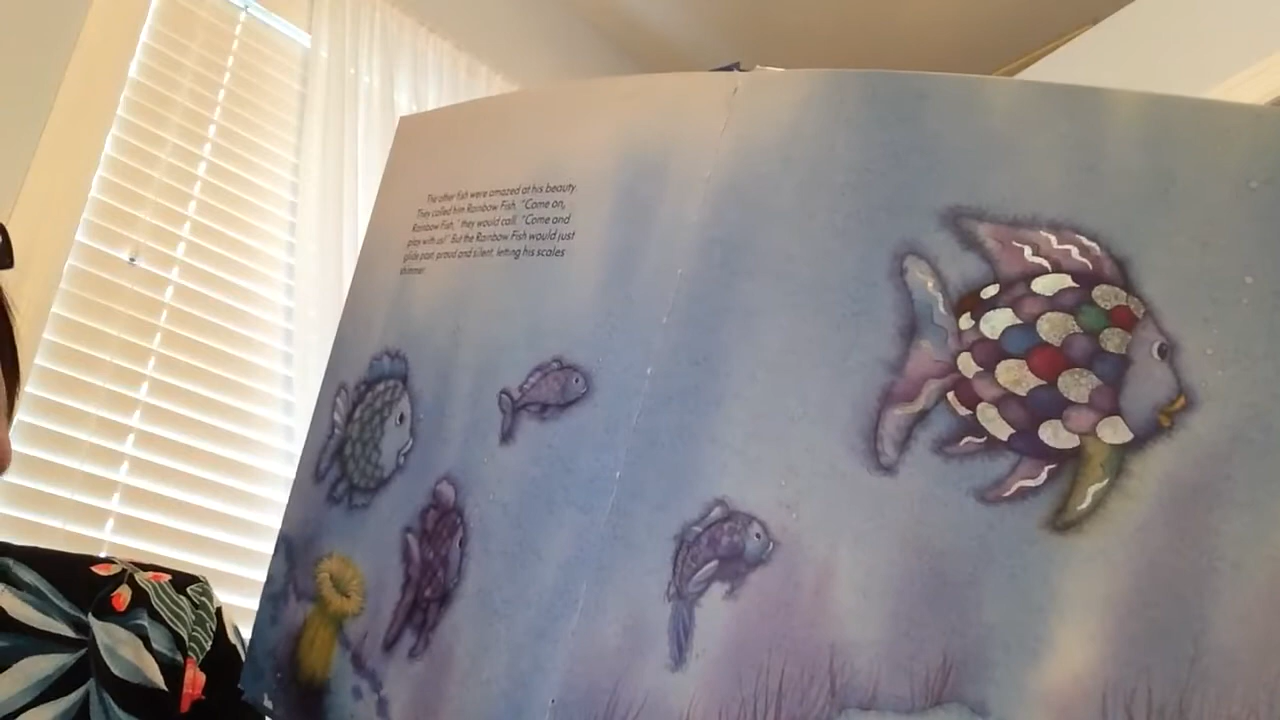 The other fish were amazed at his beauty.
They called him Rainbow Fish. "Come on,
Rainbow Fish," they would call. "Come and
play with us!" But the Rainbow Fish would just
glide past, proud and silent, letting his scales
shimmer.